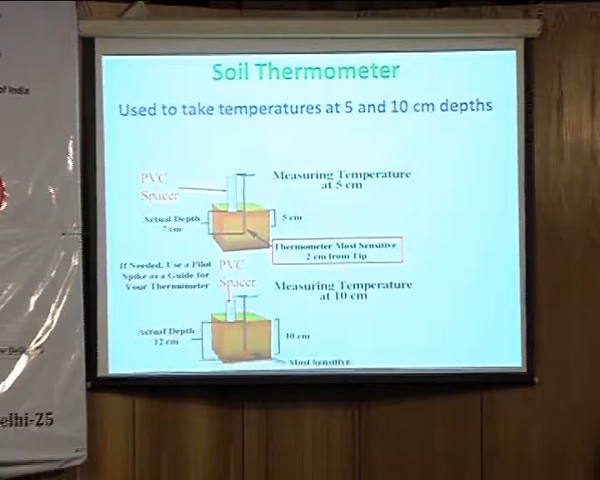 of India
Soil Thermometer
Used to take temperatures at 5 and 10 cm depths
PVC
Spacer
Measuring Temperature
at 5 cm
Actual Depth
7 cm
5 cm
Thermometer Most Sensitive
2 cm from Tip
If Needed, Use a Pilot
Spike as a Guide for
Your Thermometer
PVC
Spacer
Measuring Temperature
at 10 cm
Actual Depth
12 cm
10 cm
Most Sensitive
elhi-25